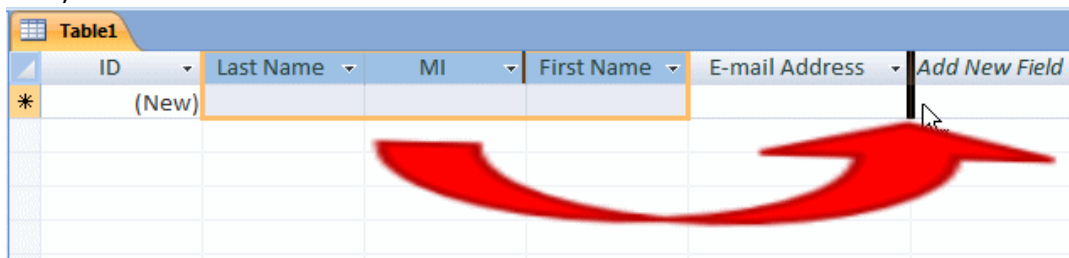 Table1
ID Last Name MI First Name E-mail Address Add New Field
* (New)